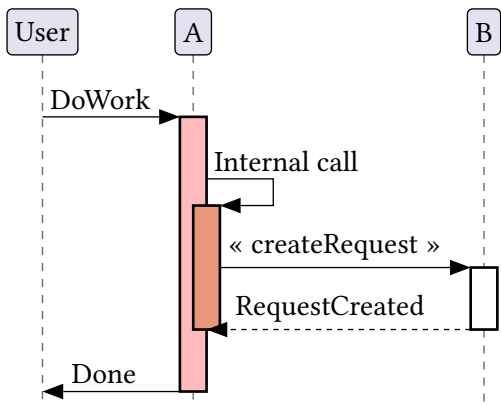 User
A
B
DoWork
Internal call
« createRequest »
RequestCreated
Done